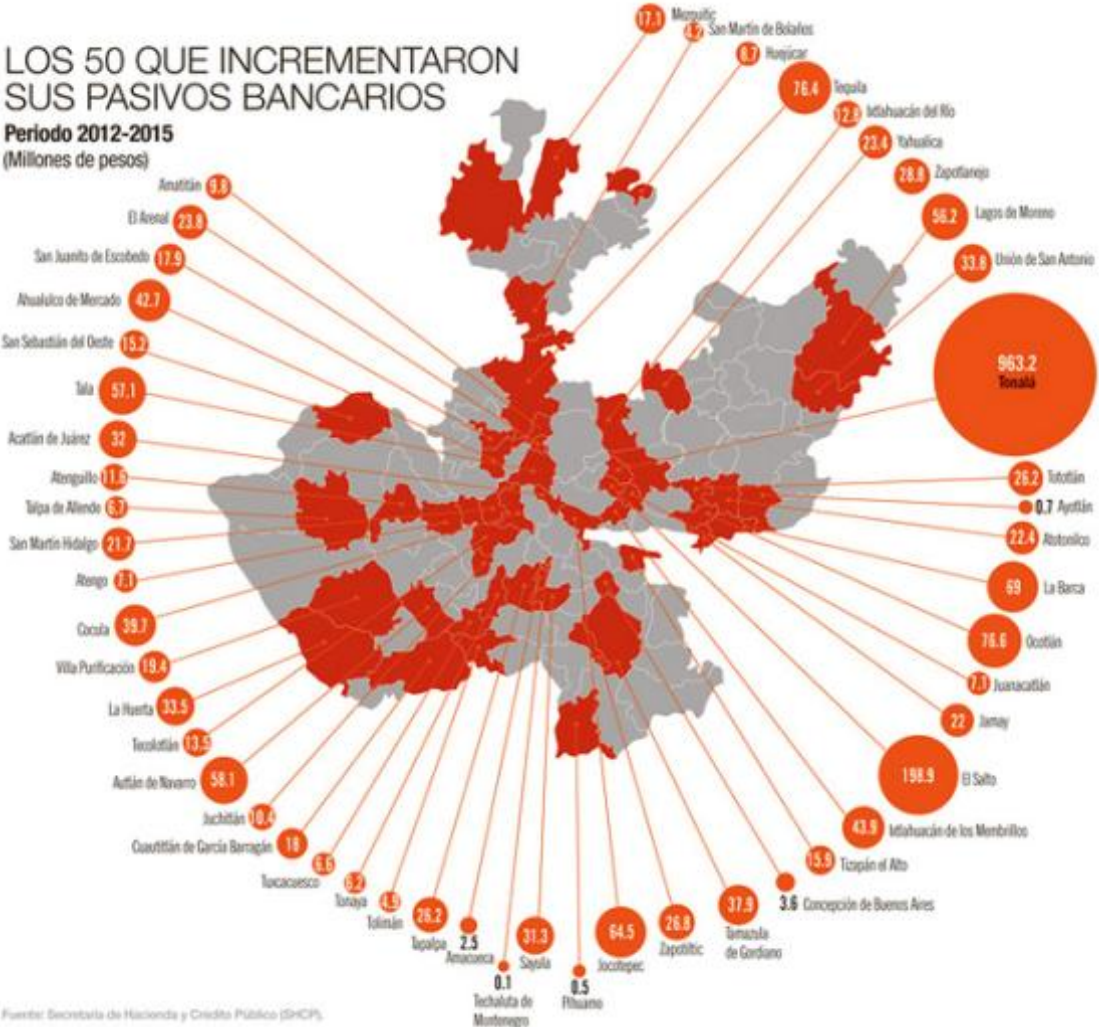 LOS 50 QUE INCREMENTARON
SUS PASIVOS BANCARIOS
Periodo 2012-2015
(Millones de pesos)
17.1 Mezquitic
4.2 San Martín de Bolaños
6.7 Huejúcar
76.4 Tequila
12.8 Ixtlahuacán del Río
23.4 Yahualica
28.8 Zapotlanejo
56.2 Lagos de Moreno
33.8 Unión de San Antonio
963.2
Tonalá
26.2 Tototlán
0.7 Ayotlán
22.4 Atotonilco
69 La Barca
76.6 Ocotlán
7.1 Juanacatlán
22 Jamay
198.9 El Salto
43.9 Ixtlahuacán de los Membrillos
15.9 Tizapán el Alto
3.6 Concepción de Buenos Aires
37.9
Tamazula
de Gordiano
26.8
Zapotiltic
64.5
Jocotepec
0.5
Pihuamo
31.3
Sayula
0.1
Techaluta de
Montenegro
2.5
Amacueca
26.2
Tapalpa
4.9
Tolimán
6.2
Tonaya
6.6
Tuxcacuesco
Cuautitlán de García Barragán 18
Juchitlán 10.4
Autlán de Navarro 58.1
Tecolotlán 13.5
La Huerta 33.5
Villa Purificación 19.4
Cocula 39.7
Atengo 7.1
San Martín Hidalgo 21.7
Talpa de Allende 6.7
Atenguillo 11.6
Acatlán de Juárez 32
Tala 57.1
San Sebastián del Oeste 15.2
Ahualulco de Mercado 42.7
San Juanito de Escobedo 17.9
El Arenal 23.8
Amatitán 9.8
Fuente: Secretaría de Hacienda y Crédito Público (SHCP).